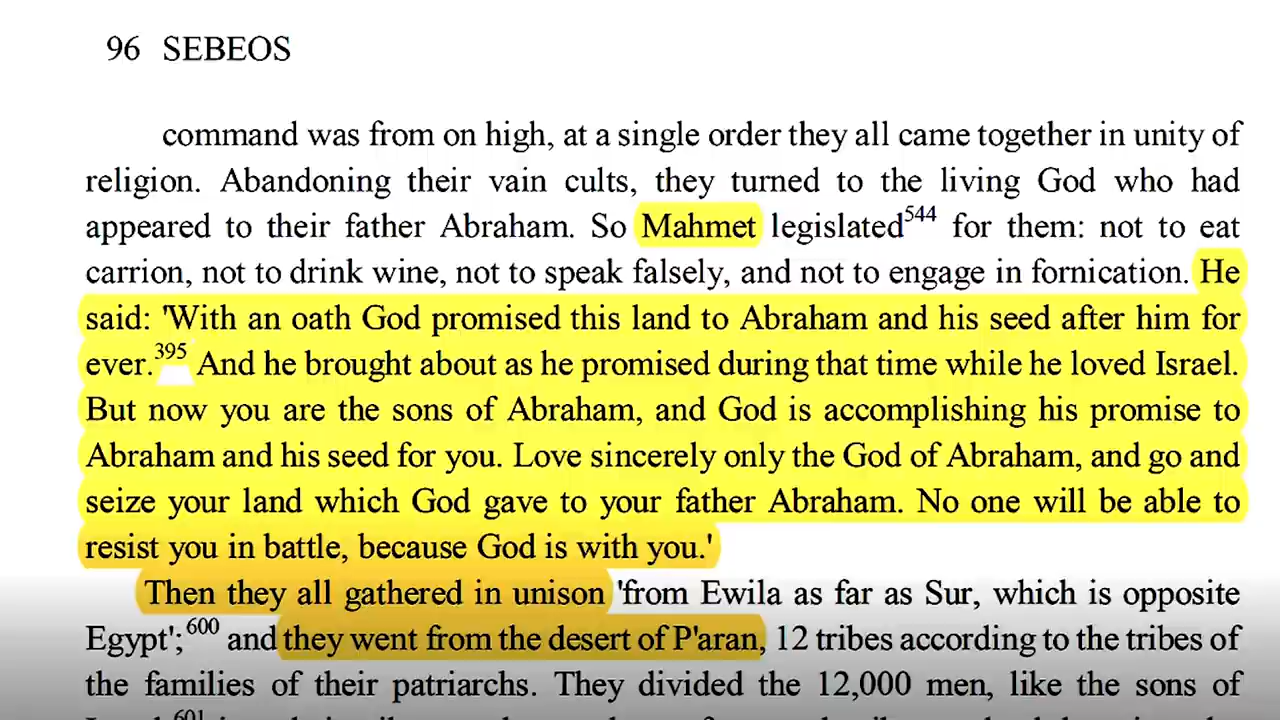 96 SEBEOS
command was from on high, at a single order they all came together in unity of
religion. Abandoning their vain cults, they turned to the living God who had
appeared to their father Abraham. So Mahmet legislated544 for them: not to eat
carrion, not to drink wine, not to speak falsely, and not to engage in fornication. He
said: 'With an oath God promised this land to Abraham and his seed after him for
ever.395 And he brought about as he promised during that time while he loved Israel.
But now you are the sons of Abraham, and God is accomplishing his promise to
Abraham and his seed for you. Love sincerely only the God of Abraham, and go and
seize your land which God gave to your father Abraham. No one will be able to
resist you in battle, because God is with you.'
Then they all gathered in unison 'from Ewila as far as Sur, which is opposite
Egypt';600 and they went from the desert of P'aran, 12 tribes according to the tribes of
the families of their patriarchs. They divided the 12,000 men, like the sons of